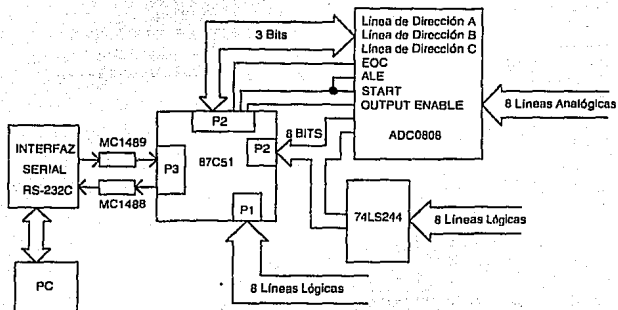 Línea de Dirección A
Línea de Dirección B
Línea de Dirección C
EOC
ALE
START
OUTPUT ENABLE
ADC0808
3 Bits
8 Líneas Analógicas
P2
8 BITS
P2
87C51
P3
P1
MC1489
MC1488
INTERFAZ
SERIAL
RS-232C
PC
74LS244
8 Líneas Lógicas
8 Líneas Lógicas